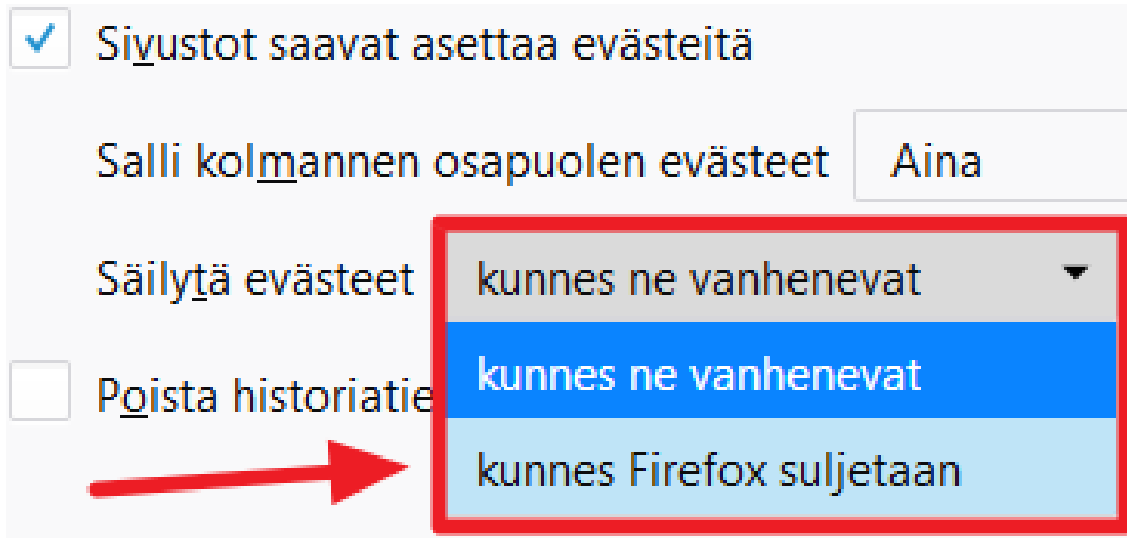 Sivustot saavat asettaa evästeitä
Salli kolmannen osapuolen evästeet Aina
Säilytä evästeet kunnes ne vanhenevat
kunnes ne vanhenevat
Poista historiatie
kunnes Firefox suljetaan